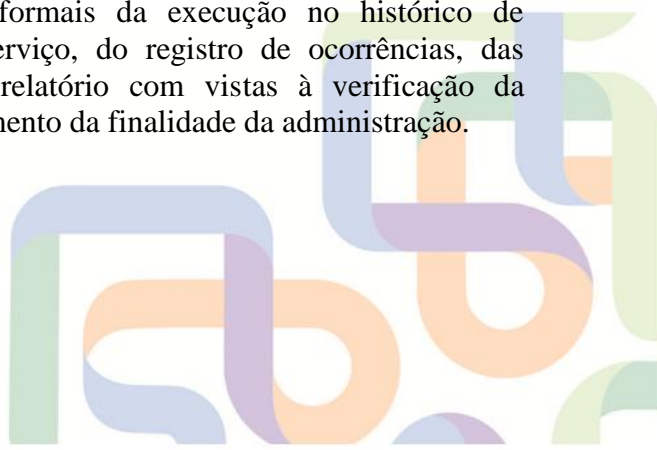 formais da execução no histórico de
erviço, do registro de ocorrências, das
relatório com vistas à verificação da
mento da finalidade da administração.